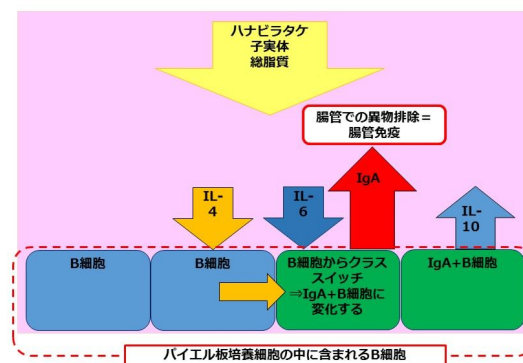 ハナビラタケ
子実体
総脂質
腸管での異物排除＝
腸管免疫
IL-
4
IL-
6
IgA
IL-
10
B細胞
B細胞
B細胞からクラス
スイッチ
⇒IgA+B細胞に
変化する
IgA+B細胞
パイエル板培養細胞の中に含まれるB細胞